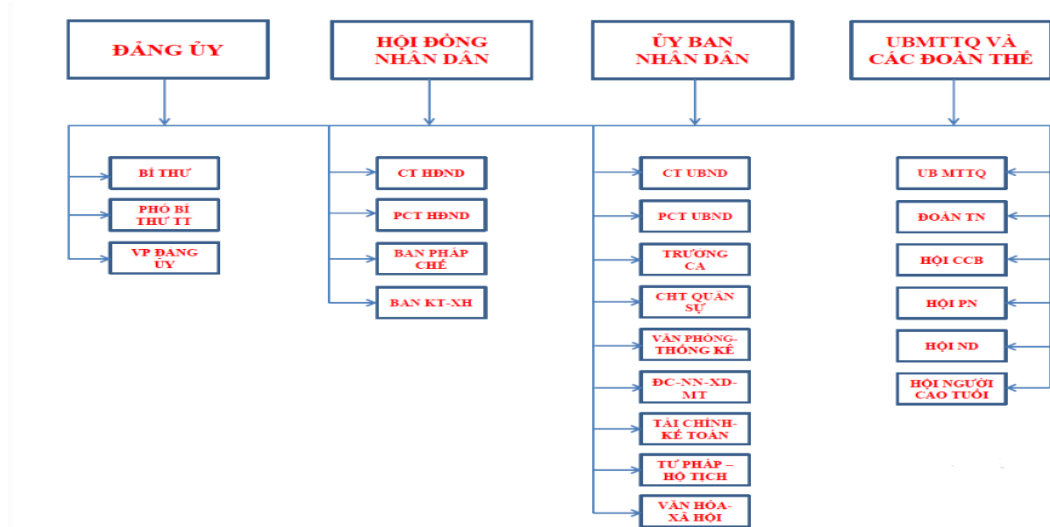 ĐẢNG ỦY
HỘI ĐỒNG
NHÂN DÂN
ỦY BAN
NHÂN DÂN
UBMTTQ VÀ
CÁC ĐOÀN THỂ
BÍ THƯ
PHÓ BÍ
THƯ TT
VP ĐẢNG
ỦY
CT HĐND
PCT HĐND
BAN PHÁP
CHẾ
BAN KT-XH
CT UBND
PCT UBND
TRƯỞNG
CA
CHT QUÂN
SỰ
VĂN PHÒNG-
THỐNG KÊ
ĐC-NN-XD-
MT
TÀI CHÍNH-
KẾ TOÁN
TƯ PHÁP –
HỘ TỊCH
VĂN HÓA-
XÃ HỘI
UB MTTQ
ĐOÀN TN
HỘI CCB
HỘI PN
HỘI ND
HỘI NGƯỜI
CAO TUỔI